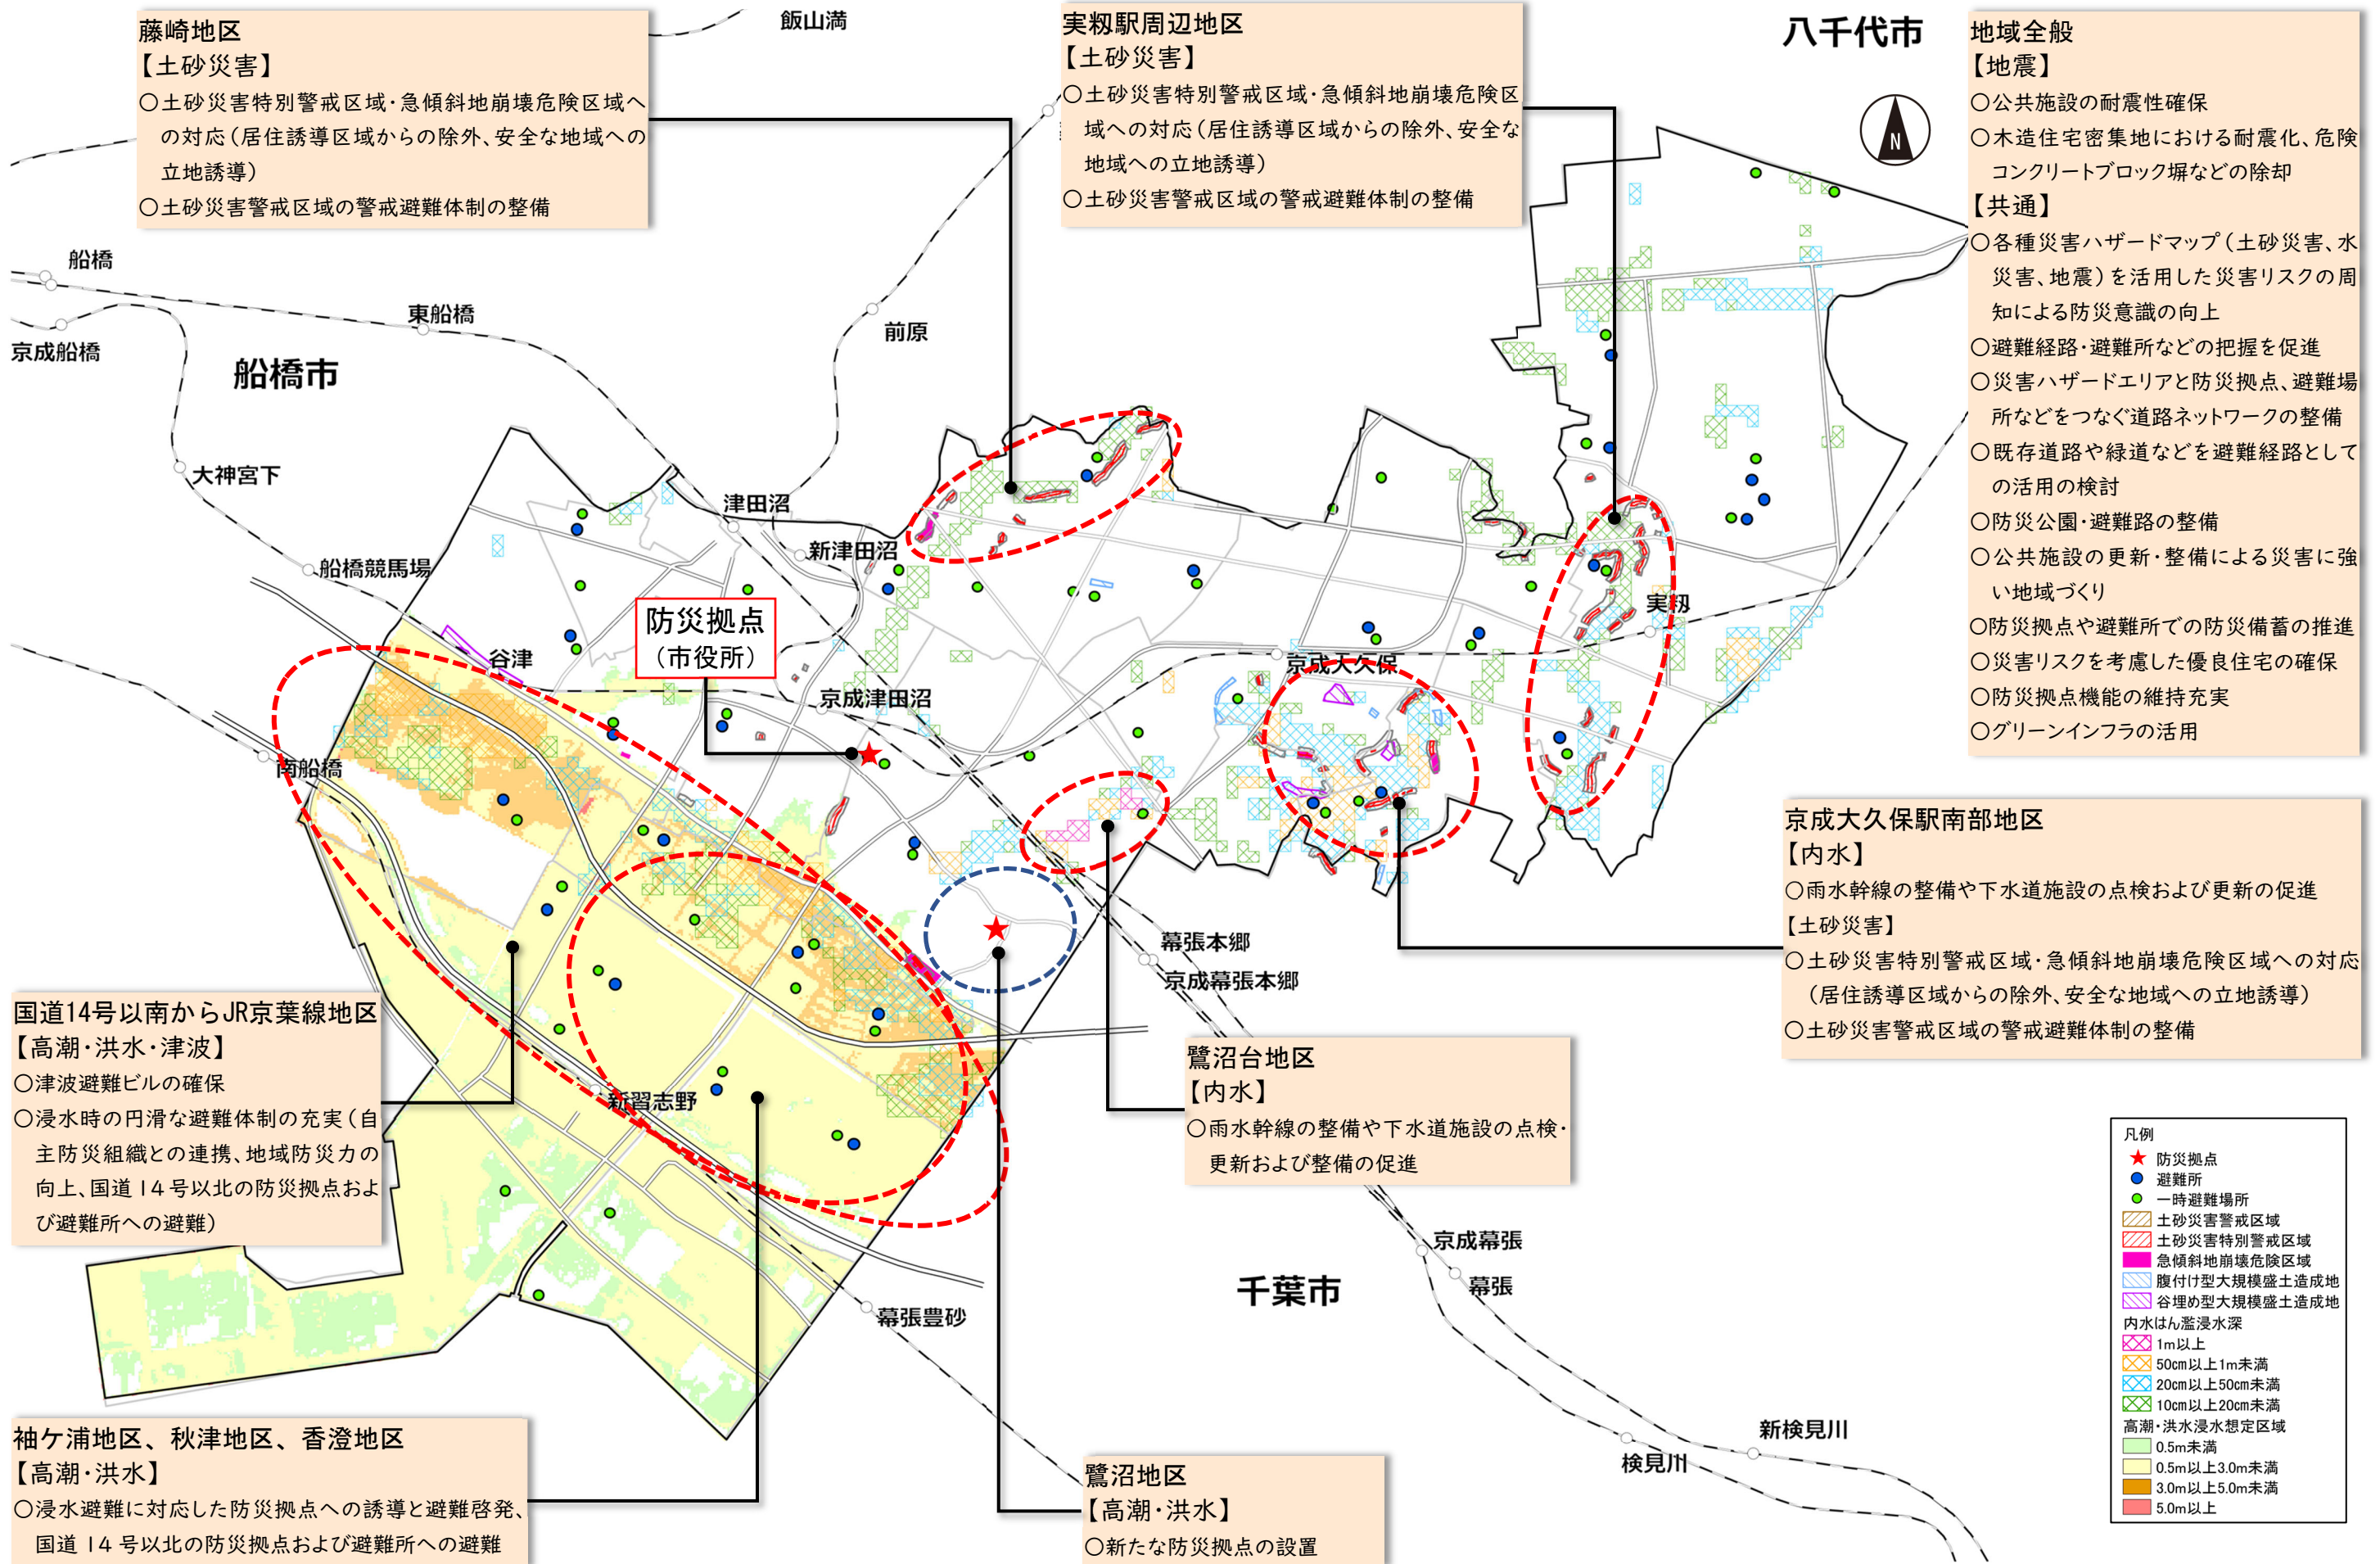 藤崎地区
【土砂災害】
○土砂災害特別警戒区域・急傾斜地崩壊危険区域へ
の対応（居住誘導区域からの除外、安全な地域への
立地誘導）
○土砂災害警戒区域の警戒避難体制の整備
飯山満
実籾駅周辺地区
【土砂災害】
○土砂災害特別警戒区域・急傾斜地崩壊危険区
域への対応（居住誘導区域からの除外、安全な
地域への立地誘導）
○土砂災害警戒区域の警戒避難体制の整備
八千代市
N
地域全般
【地震】
○公共施設の耐震性確保
○木造住宅密集地における耐震化、危険
コンクリートブロック塀などの除却
【共通】
○各種災害ハザードマップ（土砂災害、水
災害、地震）を活用した災害リスクの周
知による防災意識の向上
○避難経路・避難所などの把握を促進
○災害ハザードエリアと防災拠点、避難場
所などをつなぐ道路ネットワークの整備
○既存道路や緑道などを避難経路として
の活用の検討
○防災公園・避難路の整備
○公共施設の更新・整備による災害に強
い地域づくり
○防災拠点や避難所での防災備蓄の推進
○災害リスクを考慮した優良住宅の確保
○防災拠点機能の維持充実
○グリーンインフラの活用
船橋
東船橋
京成船橋
船橋市
前原
大神宮下
津田沼
新津田沼
船橋競馬場
防災拠点
（市役所）
実籾
谷津
京成大久保
京成津田沼
南船橋
京成大久保駅南部地区
【内水】
○雨水幹線の整備や下水道施設の点検および更新の促進
【土砂災害】
○土砂災害特別警戒区域・急傾斜地崩壊危険区域への対応
（居住誘導区域からの除外、安全な地域への立地誘導）
○土砂災害警戒区域の警戒避難体制の整備
幕張本郷
京成幕張本郷
国道14号以南からJR京葉線地区
【高潮・洪水・津波】
○津波避難ビルの確保
○浸水時の円滑な避難体制の充実（自
主防災組織との連携、地域防災力の
向上、国道14号以北の防災拠点およ
び避難所への避難）
新習志野
鷺沼台地区
【内水】
○雨水幹線の整備や下水道施設の点検・
更新および整備の促進
京成幕張
幕張
千葉市
幕張豊砂
新検見川
検見川
袖ケ浦地区、秋津地区、香澄地区
【高潮・洪水】
○浸水避難に対応した防災拠点への誘導と避難啓発、
国道14号以北の防災拠点および避難所への避難
鷺沼地区
【高潮・洪水】
○新たな防災拠点の設置
凡例
防災拠点
避難所
一時避難場所
土砂災害警戒区域
土砂災害特別警戒区域
急傾斜地崩壊危険区域
腹付け型大規模盛土造成地
谷埋め型大規模盛土造成地
内水はん濫浸水深
1m以上
50cm以上1m未満
20cm以上50cm未満
10cm以上20cm未満
高潮・洪水浸水想定区域
0.5m未満
0.5m以上3.0m未満
3.0m以上5.0m未満
5.0m以上